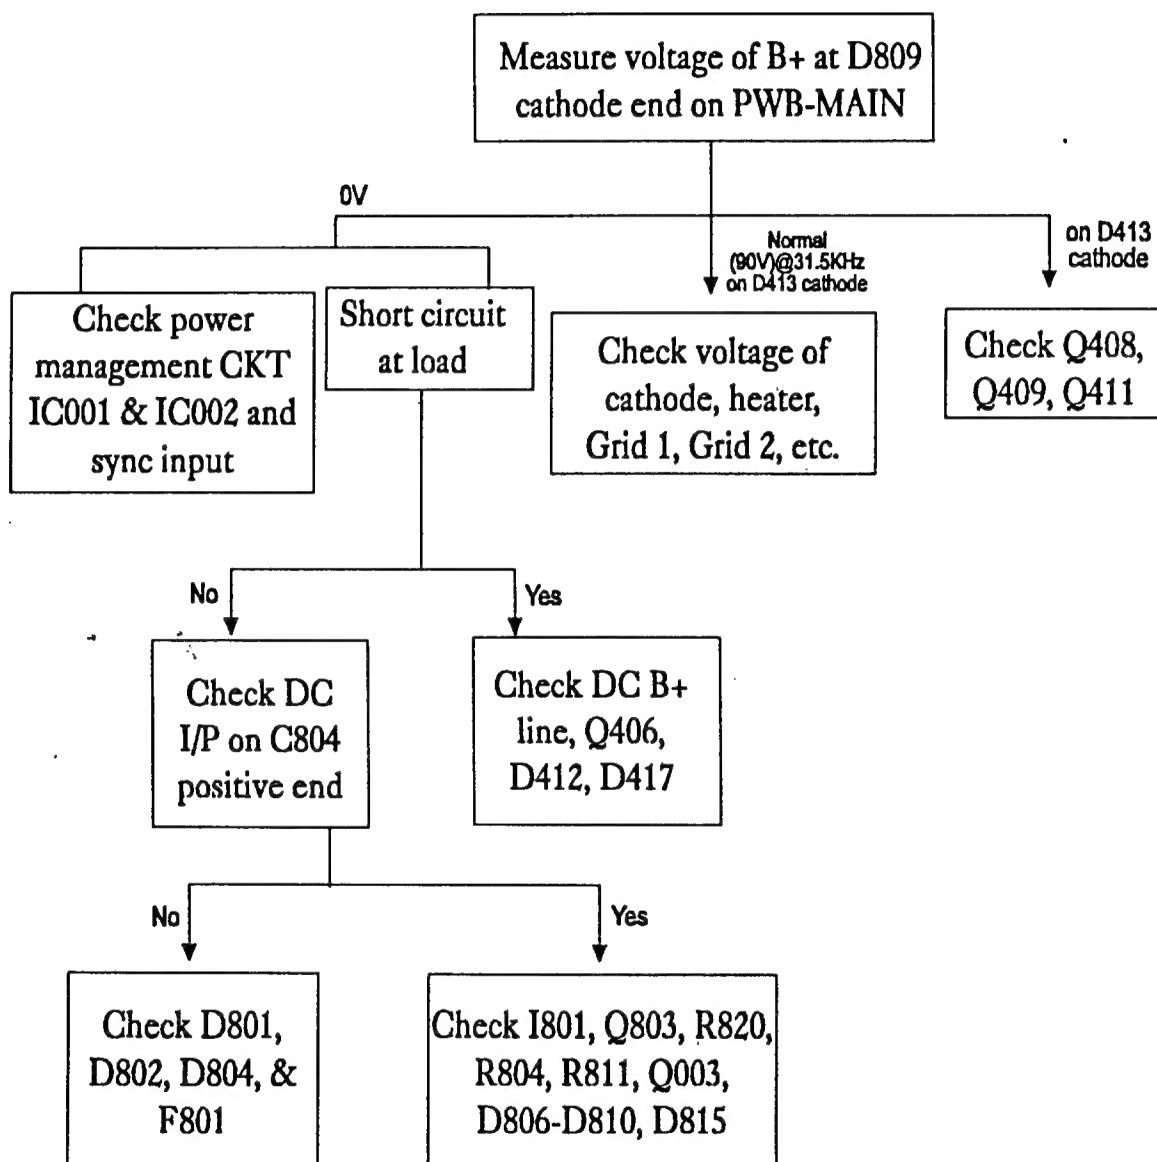 Measure voltage of B+ at D809
cathode end on PWB-MAIN
0V
Normal
(90V)@31.5KHz
on D413 cathode
on D413
cathode
Check power
management CKT
IC001 & IC002 and
sync input
Short circuit
at load
Check voltage of
cathode, heater,
Grid 1, Grid 2, etc.
Check Q408,
Q409, Q411
No
Yes
Check DC
I/P on C804
positive end
Check DC B+
line, Q406,
D412, D417
No
Yes
Check D801,
D802, D804, &
F801
Check I801, Q803, R820,
R804, R811, Q003,
D806-D810, D815